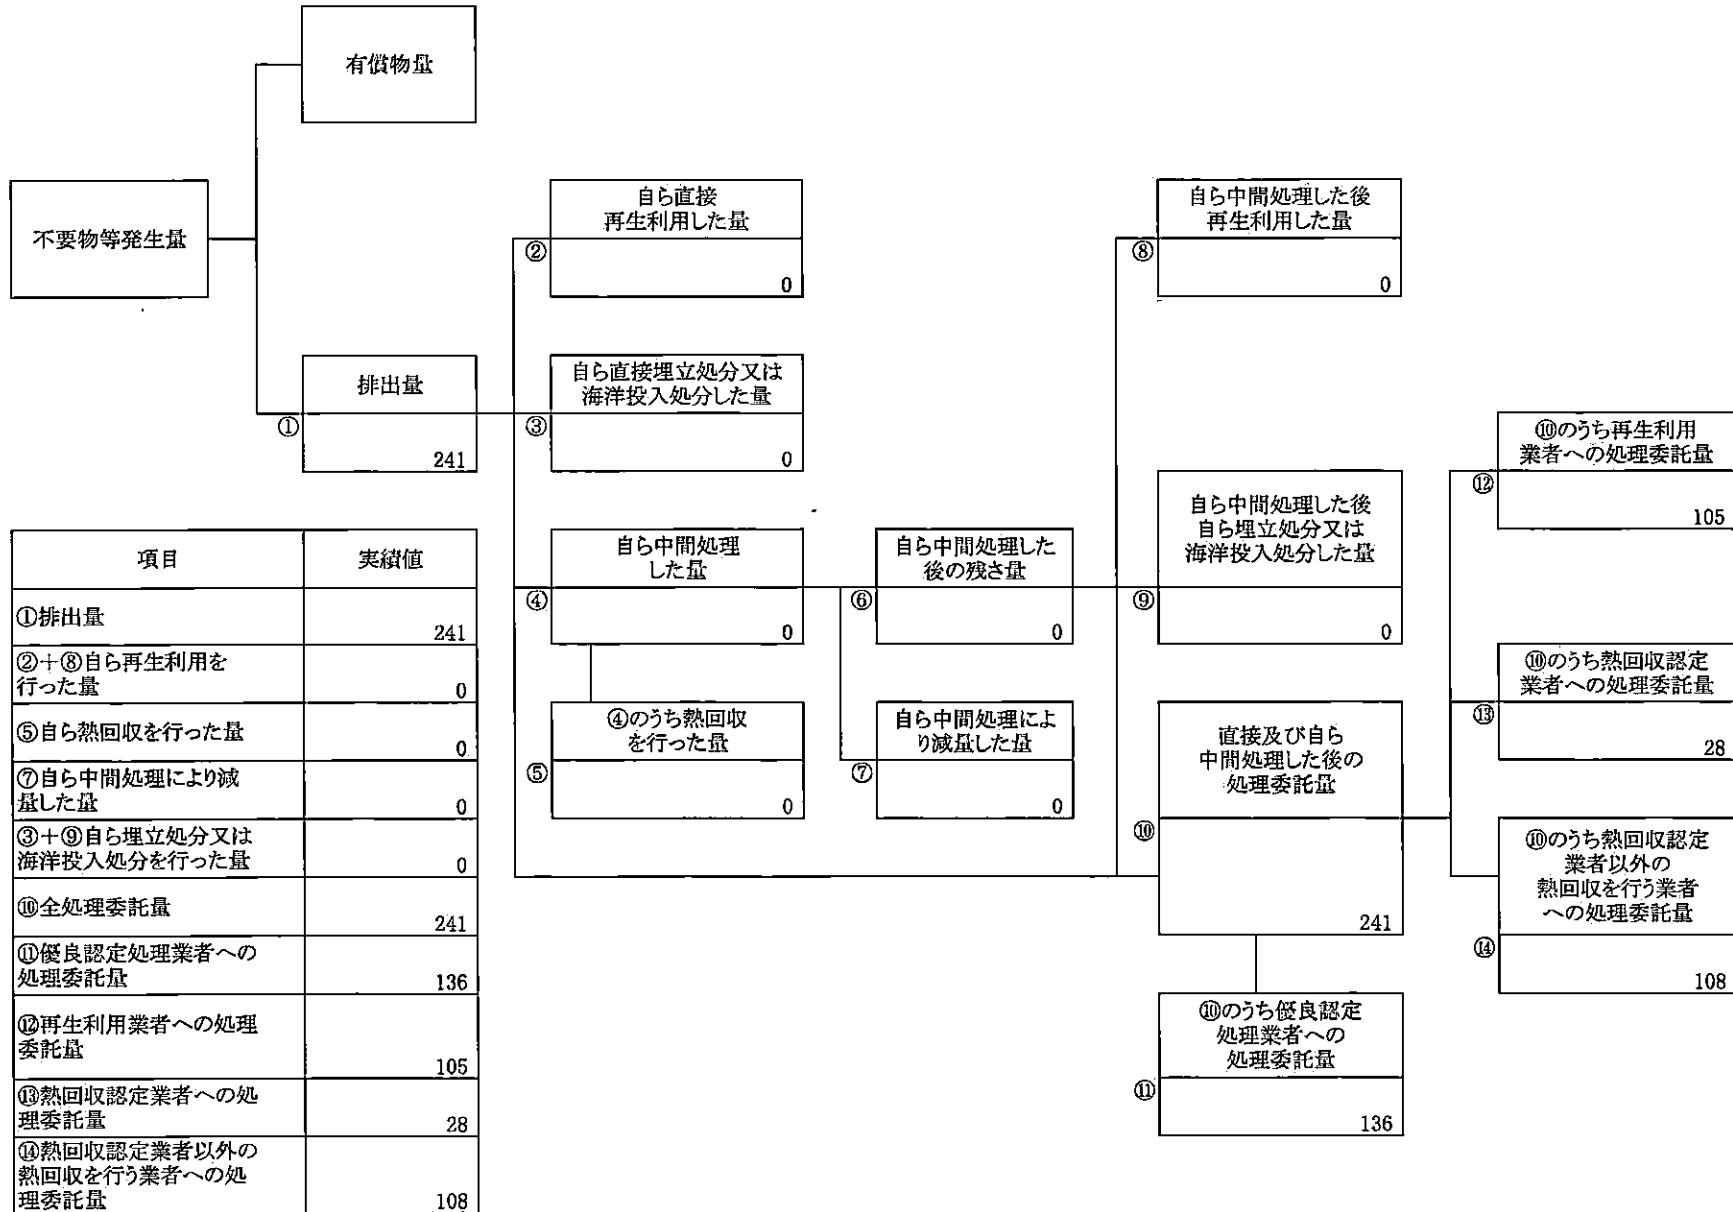 有償物量
不要物等発生量
自ら直接
再生利用した量
②
0
自ら中間処理した後
再生利用した量
⑧
0
排出量
①
241
自ら直接埋立処分又は
海洋投入処分した量
③
0
⑩のうち再生利用
業者への処理委託量
⑫
105
自ら中間処理
した量
④
0
自ら中間処理した
後の残さ量
⑥
0
自ら中間処理した後
自ら埋立処分又は
海洋投入処分した量
⑨
0
⑩のうち熱回収認定
業者への処理委託量
⑬
28
④のうち熱回収
を行った量
⑤
0
自ら中間処理によ
り減量した量
⑦
0
直接及び自ら
中間処理した後の
処理委託量
⑩
241
⑩のうち熱回収認定
業者以外の
熱回収を行う業者
への処理委託量
⑭
108
⑩のうち優良認定
処理業者への
処理委託量
⑪
136
項目 実績値
①排出量
241
②+⑧自ら再生利用を
行った量 0
⑤自ら熱回収を行った量
0
⑦自ら中間処理により減
量した量 0
③+⑨自ら埋立処分又は
海洋投入処分を行った量 0
⑩全処理委託量
241
⑪優良認定処理業者への
処理委託量 136
⑫再生利用業者への処理
委託量
105
⑬熱回収認定業者への処
理委託量 28
⑭熱回収認定業者以外の
熱回収を行う業者への処
理委託量 108